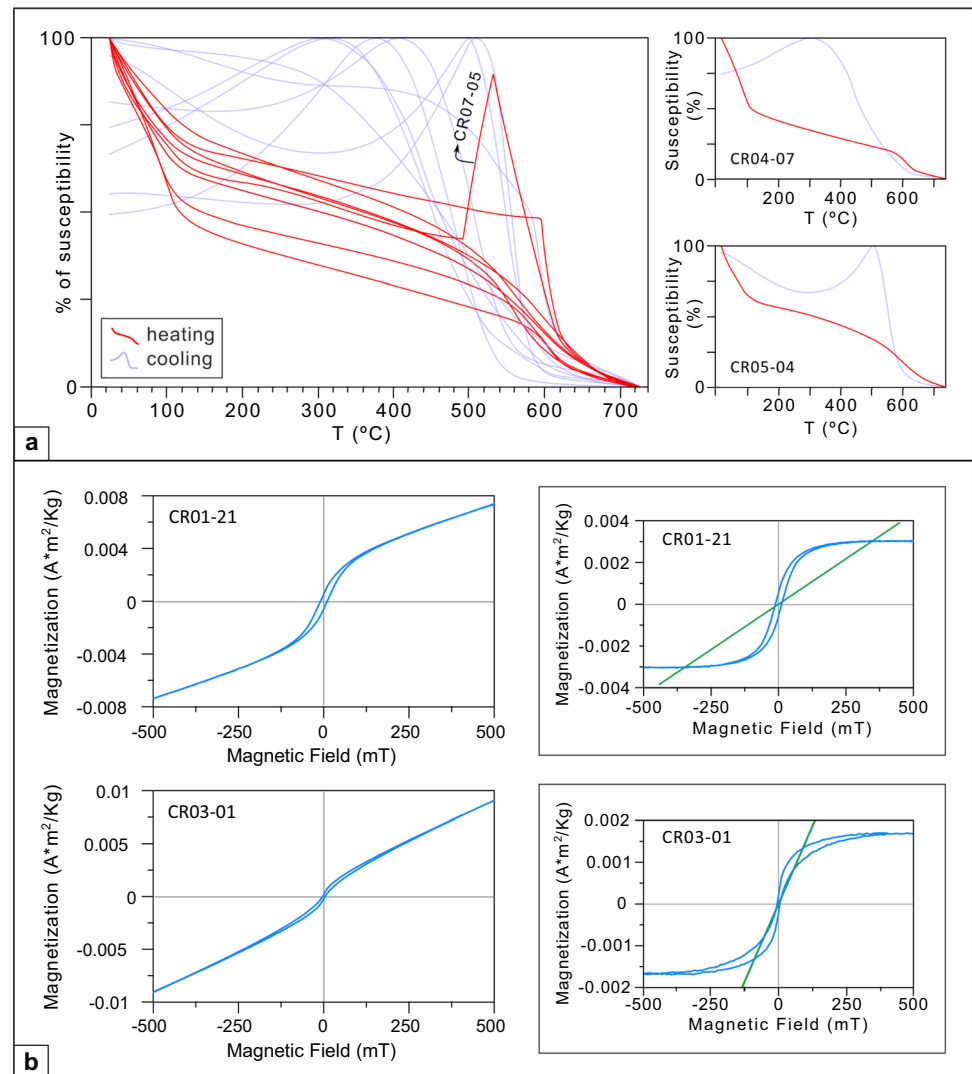 100
% of susceptibility
0
CR07-05
heating
cooling
0 100 200 300 400 500 600 700
T (ºC)
a
100
Susceptibility
(%)
0
CR04-07
200 400 600
T (ºC)
100
Susceptibility
(%)
0
CR05-04
200 400 600
T (ºC)
Magnetization (A*m²/Kg)
0.008
0.004
0
-0.004
-0.008
CR01-21
-500 -250 0 250 500
Magnetic Field (mT)
Magnetization (A*m²/Kg)
0.004
0.002
0
-0.002
-0.004
CR01-21
-500 -250 0 250 500
Magnetic Field (mT)
Magnetization (A*m²/Kg)
0.01
0.005
0
-0.005
-0.01
CR03-01
-500 -250 0 250 500
Magnetic Field (mT)
Magnetization (A*m²/Kg)
0.002
0.001
0
-0.001
-0.002
CR03-01
-500 -250 0 250 500
Magnetic Field (mT)
b